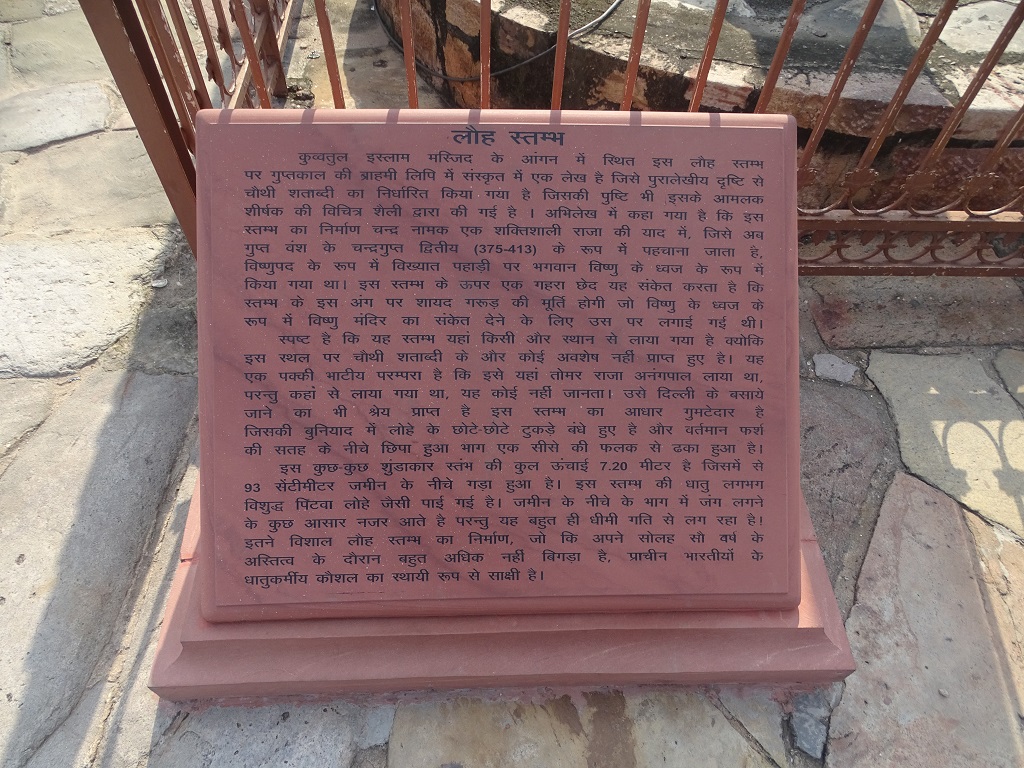 लौह स्तम्भ
कुव्वतुल इस्लाम मस्जिद के आंगन में स्थित इस लौह स्तम्भ
पर गुप्तकाल की ब्राहमी लिपि में संस्कृत में एक लेख है जिसे पुरालेखीय दृष्टि से
चौथी शताब्दी का निर्धारित किया गया है जिसकी पुष्टि भी इसके आमलक
शीर्षक की विचित्र शैली द्वारा की गई है । अभिलेख में कहा गया है कि इस
स्तम्भ का निर्माण चन्द्र नामक एक शक्तिशाली राजा की याद में, जिसे अब
गुप्त वंश के चन्द्रगुप्त द्वितीय (375-413) के रूप में पहचाना जाता है,
विष्णुपद के रूप में विख्यात पहाड़ी पर भगवान विष्णु के ध्वज के रूप में
किया गया था। इस स्तम्भ के ऊपर एक गहरा छेद यह संकेत करता है कि
स्तम्भ के इस अंग पर शायद गरूड़ की मूर्ति होगी जो विष्णु के ध्वज के
रूप में विष्णु मंदिर का संकेत देने के लिए उस पर लगाई गई थी।
स्पष्ट है कि यह स्तम्भ यहां किसी और स्थान से लाया गया है क्योकि
इस स्थल पर चौथी शताब्दी के और कोई अवशेष नहीं प्राप्त हुए है। यह
एक पक्की भाटीय परम्परा है कि इसे यहां तोमर राजा अनंगपाल लाया था,
परन्तु कहां से लाया गया था, यह कोई नहीं जानता। उसे दिल्ली के बसाये
जाने का भी श्रेय प्राप्त है इस स्तम्भ का आधार गुमटेदार है
जिसकी बुनियाद में लोहे के छोटे-छोटे टुकड़े बंधे हुए है और वर्तमान फर्श
की सतह के नीचे छिपा हुआ भाग एक सीसे की फलक से ढका हुआ है।
इस कुछ-कुछ शुंडाकार स्तंभ की कुल ऊंचाई 7.20 मीटर है जिसमें से
93 सेंटीमीटर जमीन के नीचे गड़ा हुआ है। इस स्तम्भ की धातु लगभग
विशुद्ध पिंटवा लोहे जैसी पाई गई है। जमीन के नीचे के भाग में जंग लगने
के कुछ आसार नजर आते है परन्तु यह बहुत ही धीमी गति से लग रहा है!
इतने विशाल लौह स्तम्भ का निर्माण, जो कि अपने सोलह सौ वर्ष के
अस्तित्व के दौरान बहुत अधिक नहीं बिगड़ा है, प्राचीन भारतीयों के
धातुकर्मीय कौशल का स्थायी रूप से साक्षी है।